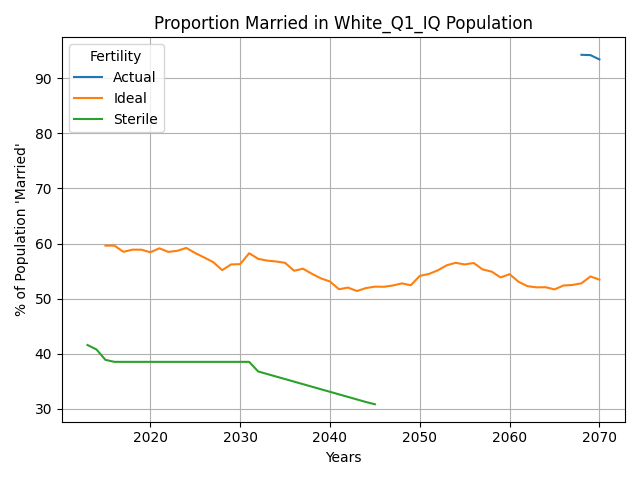 Proportion Married in White_Q1_IQ Population
Fertility
Actual
Ideal
Sterile
% of Population 'Married'
90
80
70
60
50
40
30
2020
2030
2040
2050
2060
2070
Years